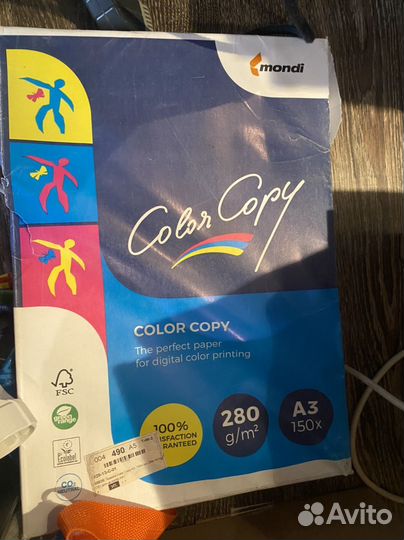 mondi
Color Copy
COLOR COPY
The perfect paper
for digital color printing
FSC
green
range
Ecolabel
CO₂
NEUTRAL
100%
SATISFACTION
GUARANTEED
280
g/m²
A3
150x
004 490 A5
Avito